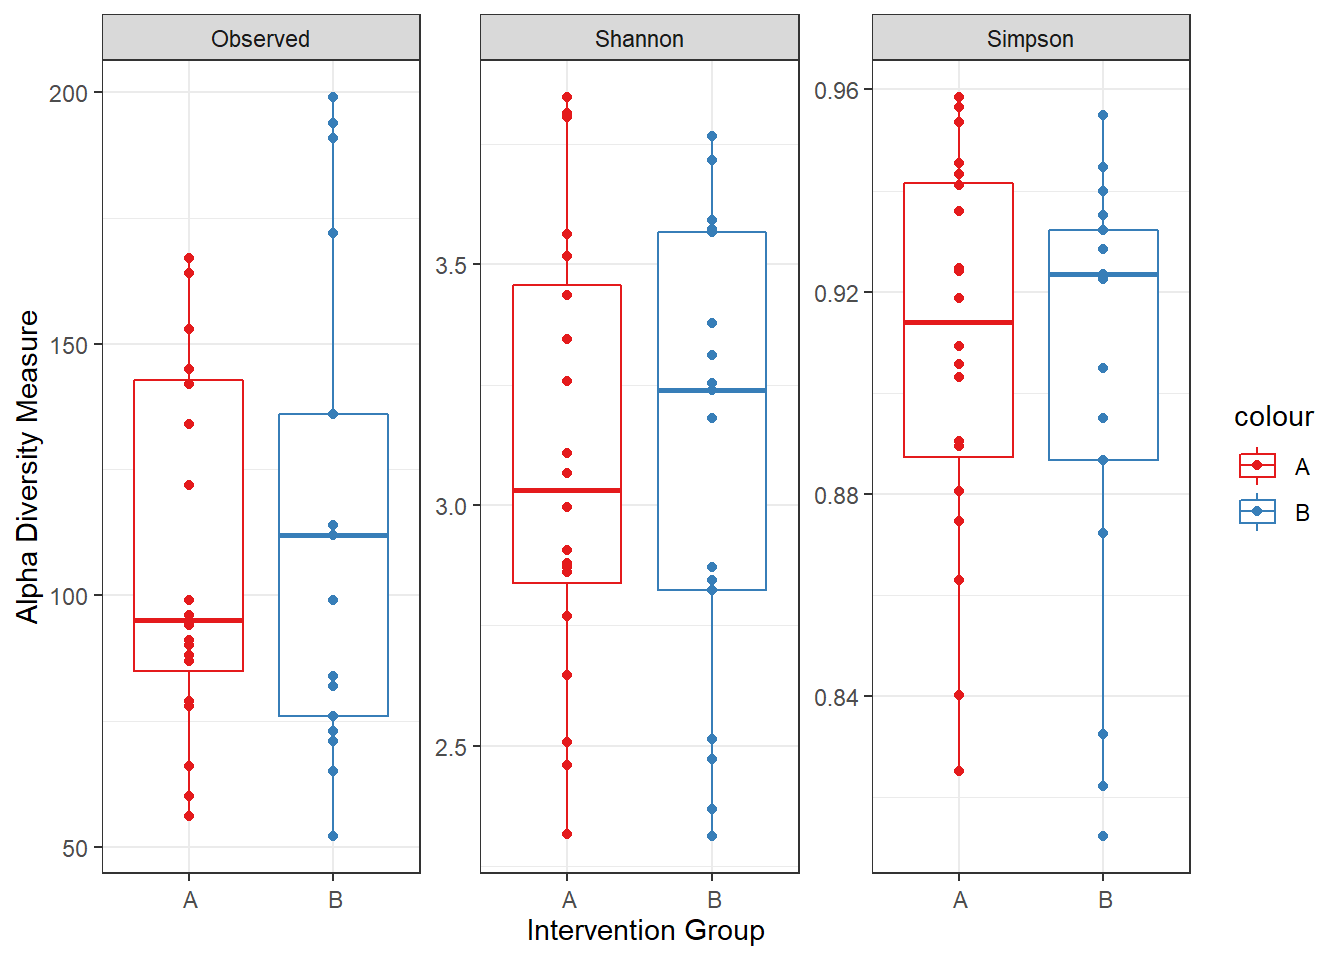 Observed
Shannon
Simpson
Alpha Diversity Measure
200
150
100
50
3.5
3.0
2.5
0.96
0.92
0.88
0.84
A
B
A
B
A
B
Intervention Group
colour
A
B